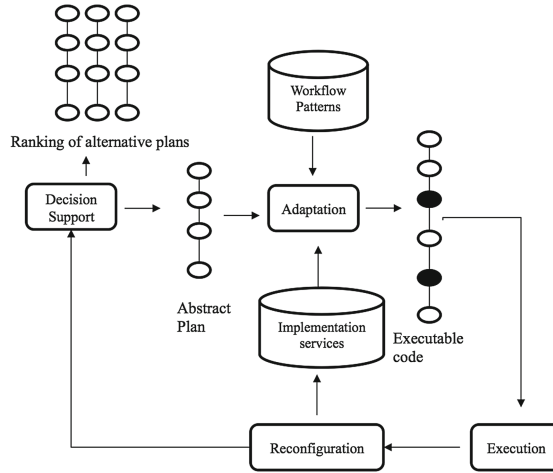 Workflow
Patterns
Ranking of alternative plans
Decision
Support
Adaptation
Abstract
Plan
Implementation
services
Executable
code
Reconfiguration
Execution